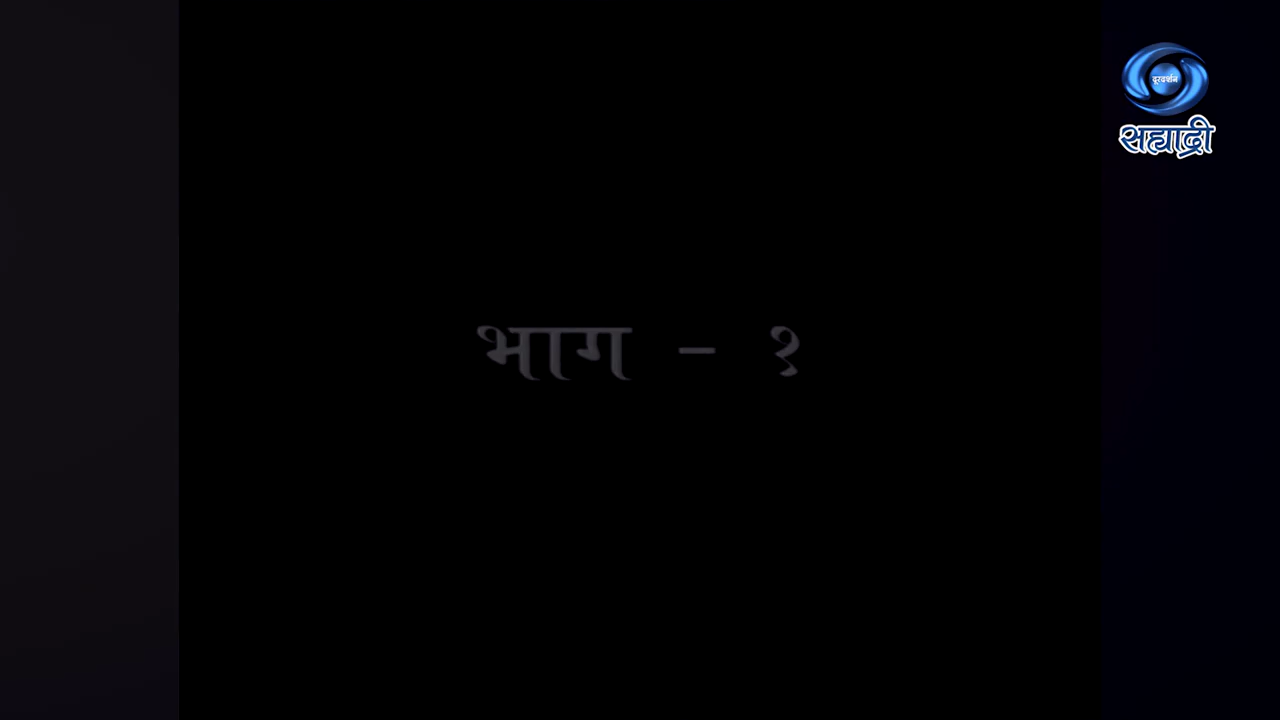 दूरदर्शन
सह्याद्री
भाग - १